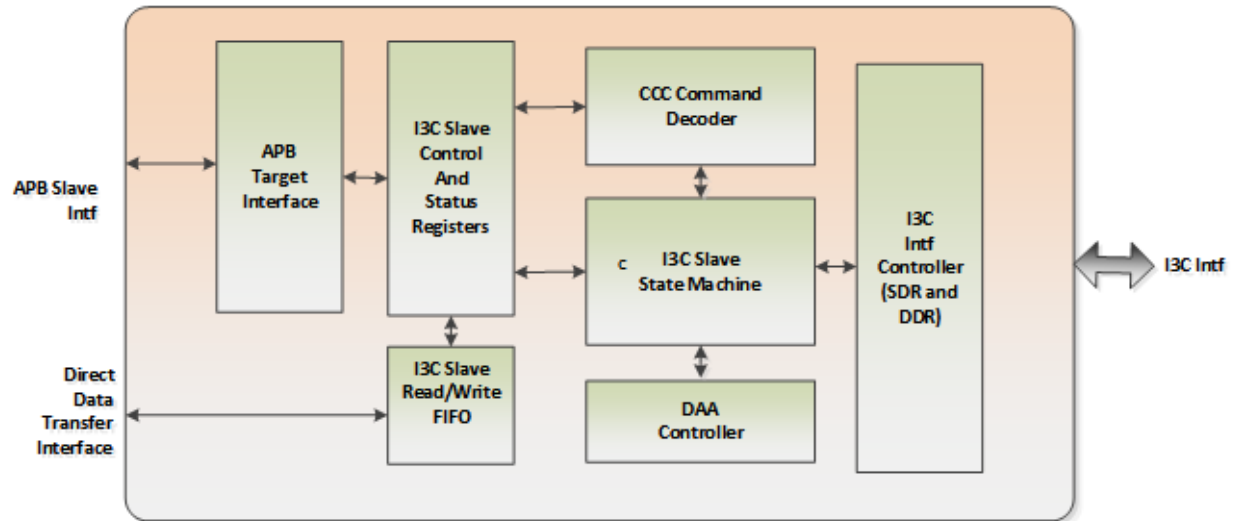 APB Slave
Intf
Direct
Data
Transfer
Interface
APB
Target
Interface
I3C Slave
Control
And
Status
Registers
I3C Slave
Read/Write
FIFO
CCC Command
Decoder
C
I3C Slave
State Machine
DAA
Controller
I3C
Intf
Controller
(SDR and
DDR)
I3C Intf